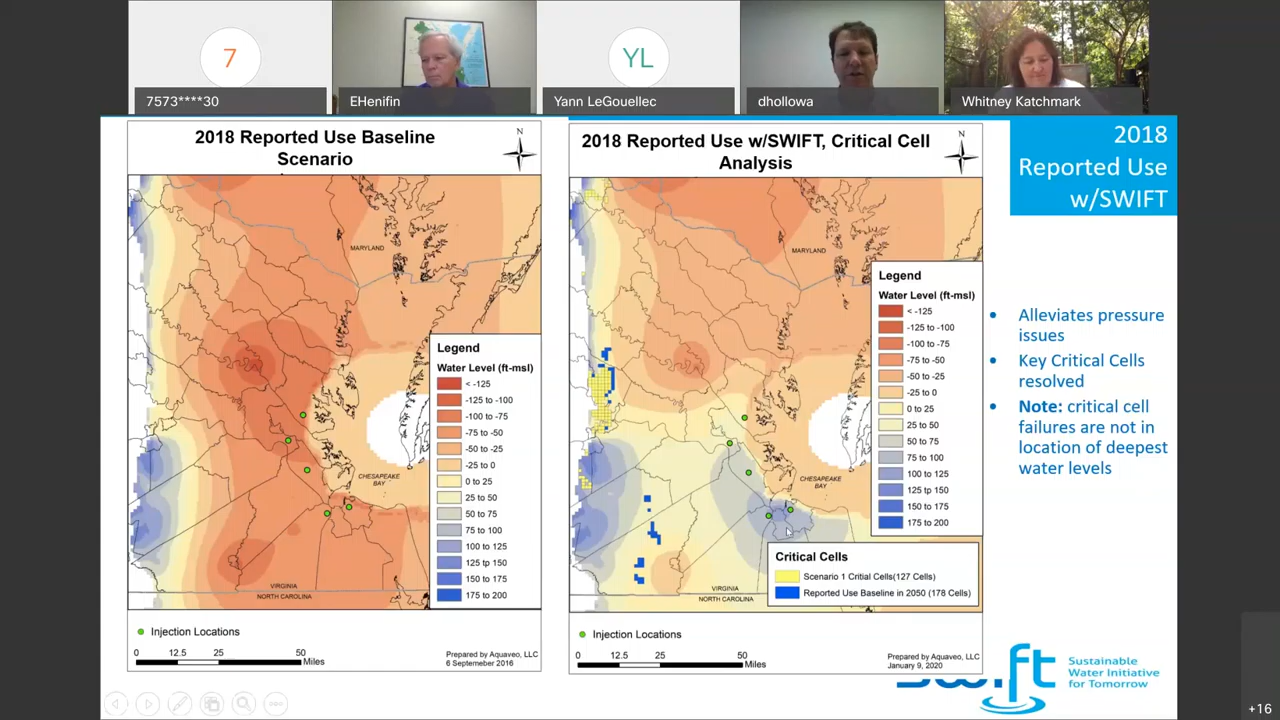 7
7573****30
EHenifin
YL
Yann LeGouellec
dhollowa
Whitney Katchmark
2018 Reported Use Baseline
Scenario
N
MARYLAND
CHESAPEAKE
BAY
VIRGINIA
NORTH CAROLINA
Legend
Water Level (ft-msl)
< -125
-125 to -100
-100 to -75
-75 to -50
-50 to -25
-25 to 0
0 to 25
25 to 50
50 to 75
75 to 100
100 to 125
125 tp 150
150 to 175
175 to 200
Injection Locations
0 12.5 25 50
Miles
Prepared by Aquaveo, LLC
6 Septemeber 2016
2018 Reported Use w/SWIFT, Critical Cell
Analysis
N
MARYLAND
CHESAPEAKE
BAY
VIRGINIA
NORTH CAROLINA
Legend
Water Level (ft-msl)
< -125
-125 to -100
-100 to -75
-75 to -50
-50 to -25
-25 to 0
0 to 25
25 to 50
50 to 75
75 to 100
100 to 125
125 tp 150
150 to 175
175 to 200
Critical Cells
Scenario 1 Critial Cells(127 Cells)
Reported Use Baseline in 2050 (178 Cells)
Injection Locations
0 12.5 25 50
Miles
Prepared by Aquaveo, LLC
January 9, 2020
2018
Reported Use
w/SWIFT
• Alleviates pressure
issues
• Key Critical Cells
resolved
• Note: critical cell
failures are not in
location of deepest
water levels
Sustainable
Water Initiative
for Tomorrow
+16